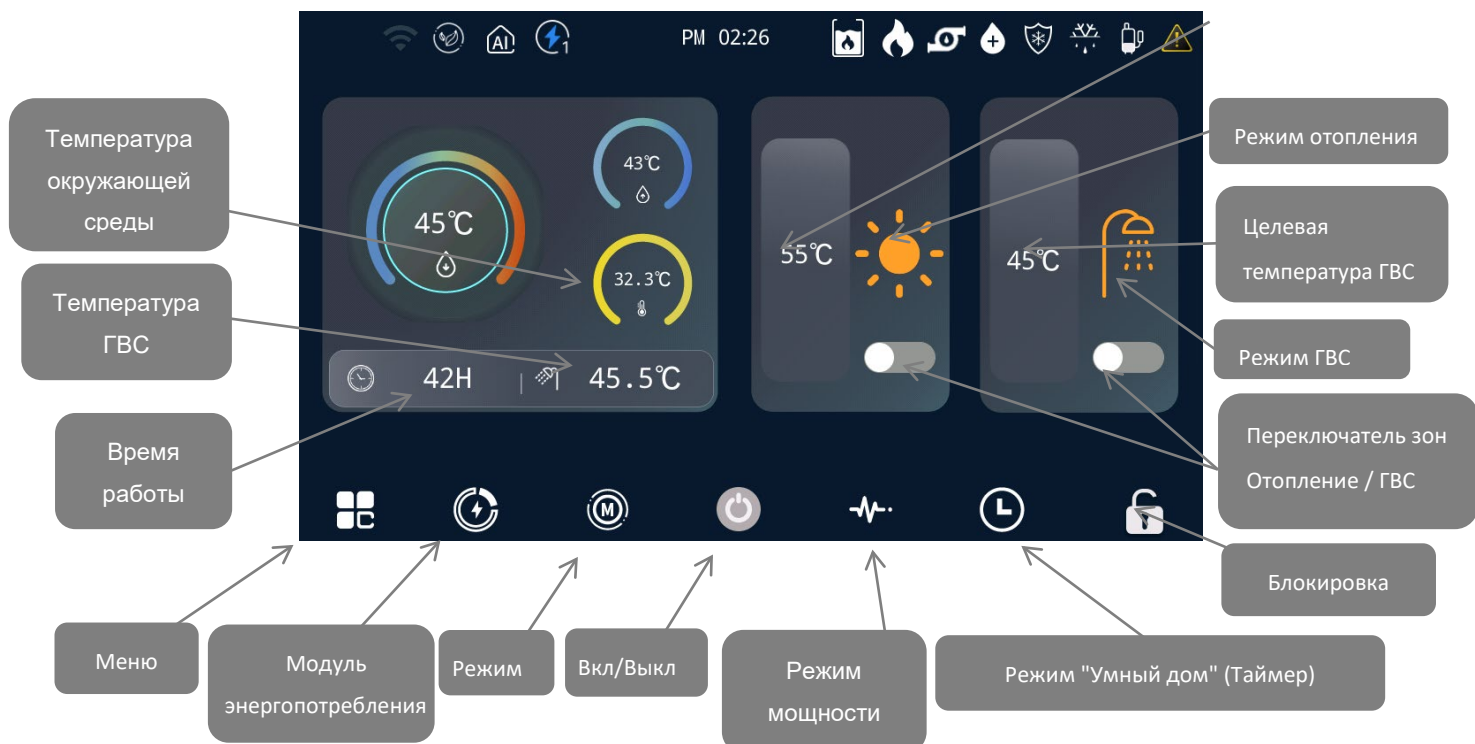 AI
1
PM 02:26
Температура
окружающей
среды
Температура
ГВС
Время
работы
45℃
43℃
32.3℃
42H
45.5℃
55℃
45℃
Режим отопления
Целевая
температура ГВС
Режим ГВС
Переключатель зон
Отопление / ГВС
Блокировка
M
Меню
Модуль
энергопотребления
Режим
Вкл/Выкл
Режим
мощности
Режим "Умный дом" (Таймер)